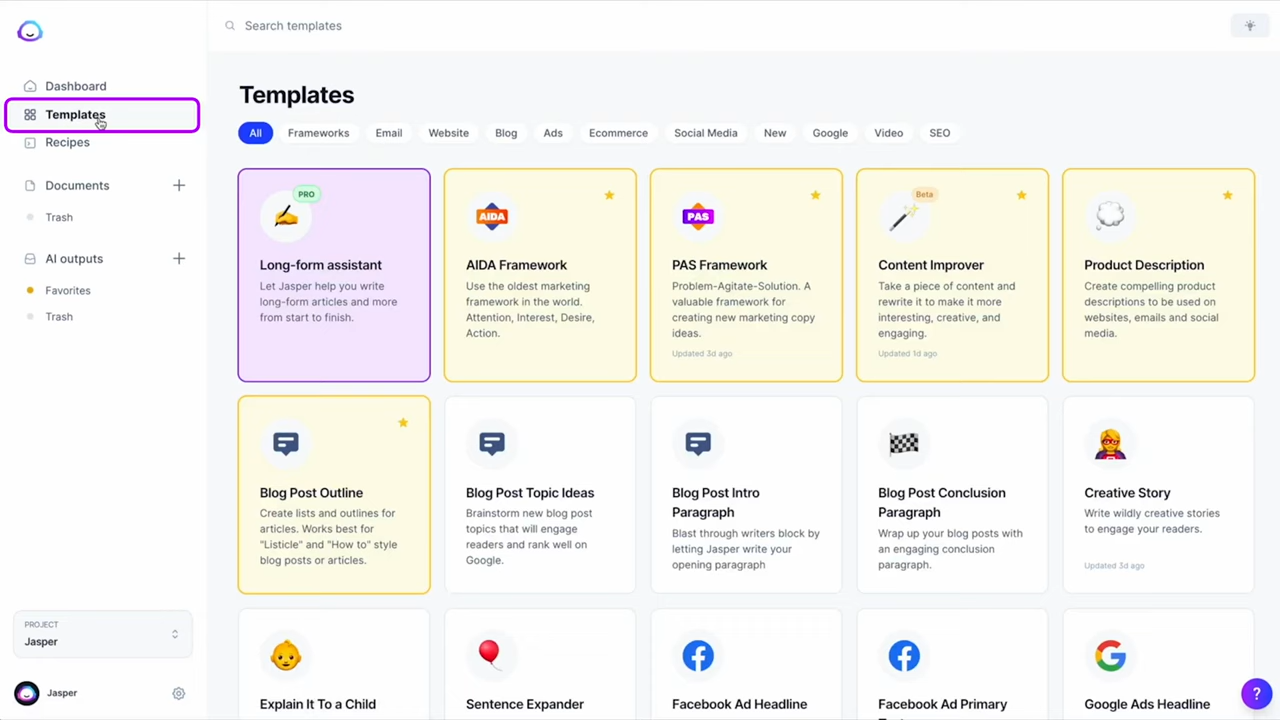 Search templates
Dashboard
Templates
Recipes
Documents
Trash
AI outputs
Favorites
Trash
PROJECT
Jasper
Jasper
Templates
All
Frameworks
Email
Website
Blog
Ads
Ecommerce
Social Media
New
Google
Video
SEO
PRO
Long-form assistant
Let Jasper help you write
long-form articles and more
from start to finish.
AIDA
AIDA Framework
Use the oldest marketing
framework in the world.
Attention, Interest, Desire,
Action.
PAS
PAS Framework
Problem-Agitate-Solution. A
valuable framework for
creating new marketing copy
ideas.
Updated 3d ago
Beta
Content Improver
Take a piece of content and
rewrite it to make it more
interesting, creative, and
engaging.
Updated 1d ago
Product Description
Create compelling product
descriptions to be used on
websites, emails and social
media.
Blog Post Outline
Create lists and outlines for
articles. Works best for
"Listicle" and "How to" style
blog posts or articles.
Blog Post Topic Ideas
Brainstorm new blog post
topics that will engage
readers and rank well on
Google.
Blog Post Intro
Paragraph
Blast through writers block by
letting Jasper write your
opening paragraph
Blog Post Conclusion
Paragraph
Wrap up your blog posts with
an engaging conclusion
paragraph.
Creative Story
Write wildly creative stories
to engage your readers.
Updated 3d ago
Explain It To a Child
Sentence Expander
Facebook Ad Headline
Facebook Ad Primary
Google Ads Headline
?